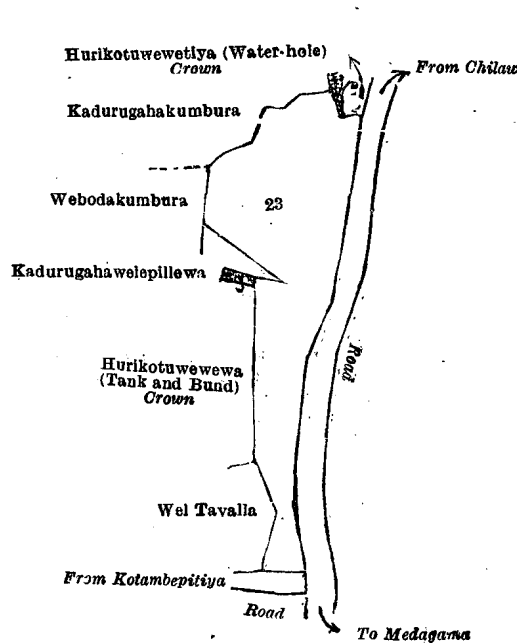 Hurikotuwewetiya (Water-hole)
Crown
From Chilaw
Kadurugahakumbura
Webodakumbura
23
Kadurugahawelepillewa
Hurikotuwewewa
(Tank and Bund)
Crown
Road
Wel Tavalla
From Kotambepitiya
Road
To Medagama